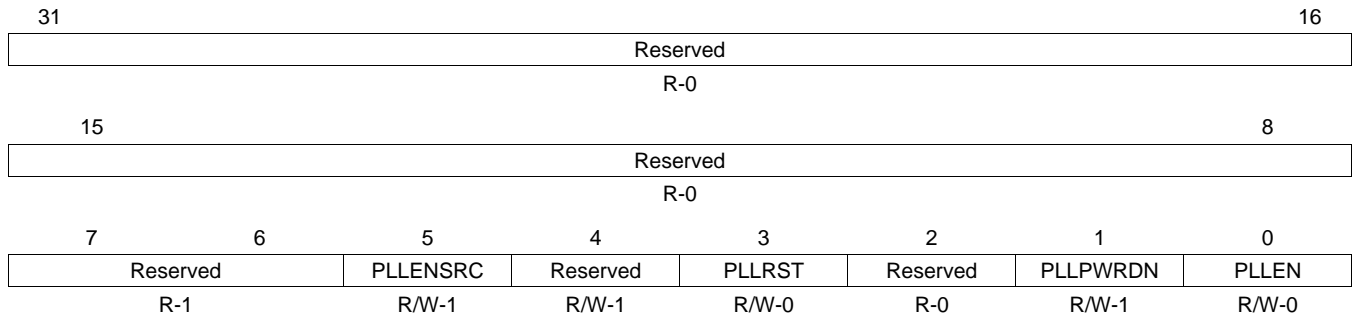 31 16
Reserved
R-0
15 8
Reserved
R-0
7 6 5 4 3 2 1 0
Reserved PLLENSRC Reserved PLLRST Reserved PLLPWRDN PLLEN
R-1 R/W-1 R/W-1 R/W-0 R-0 R/W-1 R/W-0